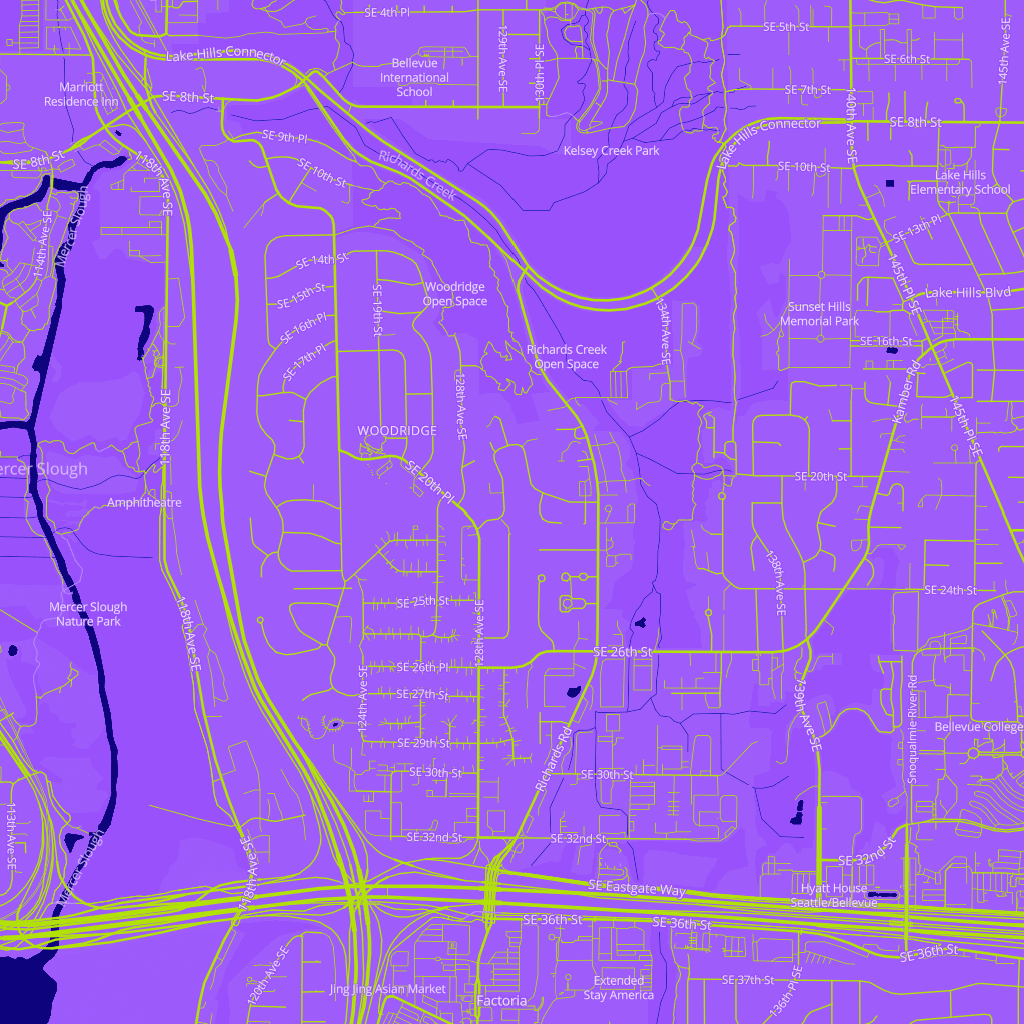 SE 4th Pl
SE 5th St
129th Ave SE
130th Pl SE
145th Ave SE
Lake Hills Connector
Bellevue
International
School
SE 6th St
Marriott
Residence Inn
SE 8th St
SE 7th St
140th Ave SE
SE 9th Pl
Lake Hills Connector
SE 8th St
SE 8th St
118th Ave SE
SE 10th St
Richards Creek
Kelsey Creek Park
SE 10th St
Lake Hills
Elementary School
Mercer Slough
114th Ave SE
SE 13th Pl
SE 14th St
145th Pl SE
SE 15th St
SE 19th St
Woodridge
Open Space
Lake Hills Blvd
SE 16th Pl
134th Ave SE
Sunset Hills
Memorial Park
SE 17th Pl
Richards Creek
Open Space
SE 16th St
118th Ave SE
128th Ave SE
Kamber Rd
145th Pl SE
WOODRIDGE
ercer Slough
SE 20th Pl
SE 20th St
Amphitheatre
138th Ave SE
SE 24th St
Mercer Slough
Nature Park
118th Ave SE
SE 25th St
128th Ave SE
SE 26th St
SE 26th Pl
124th Ave SE
SE 27th St
139th Ave SE
Snoqualmie River Rd
Bellevue College
SE 29th St
SE 30th St
Richards Rd
SE 30th St
113th Ave SE
SE 32nd St
SE 32nd St
SE 32nd St
Mercer Slough
118th Ave SE
SE Eastgate Way
Hyatt House
Seattle/Bellevue
SE 36th St
SE 36th St
SE 36th St
120th Ave SE
SE 37th St
136th Pl SE
Jing Jing Asian Market
Factoria
Extended
Stay America